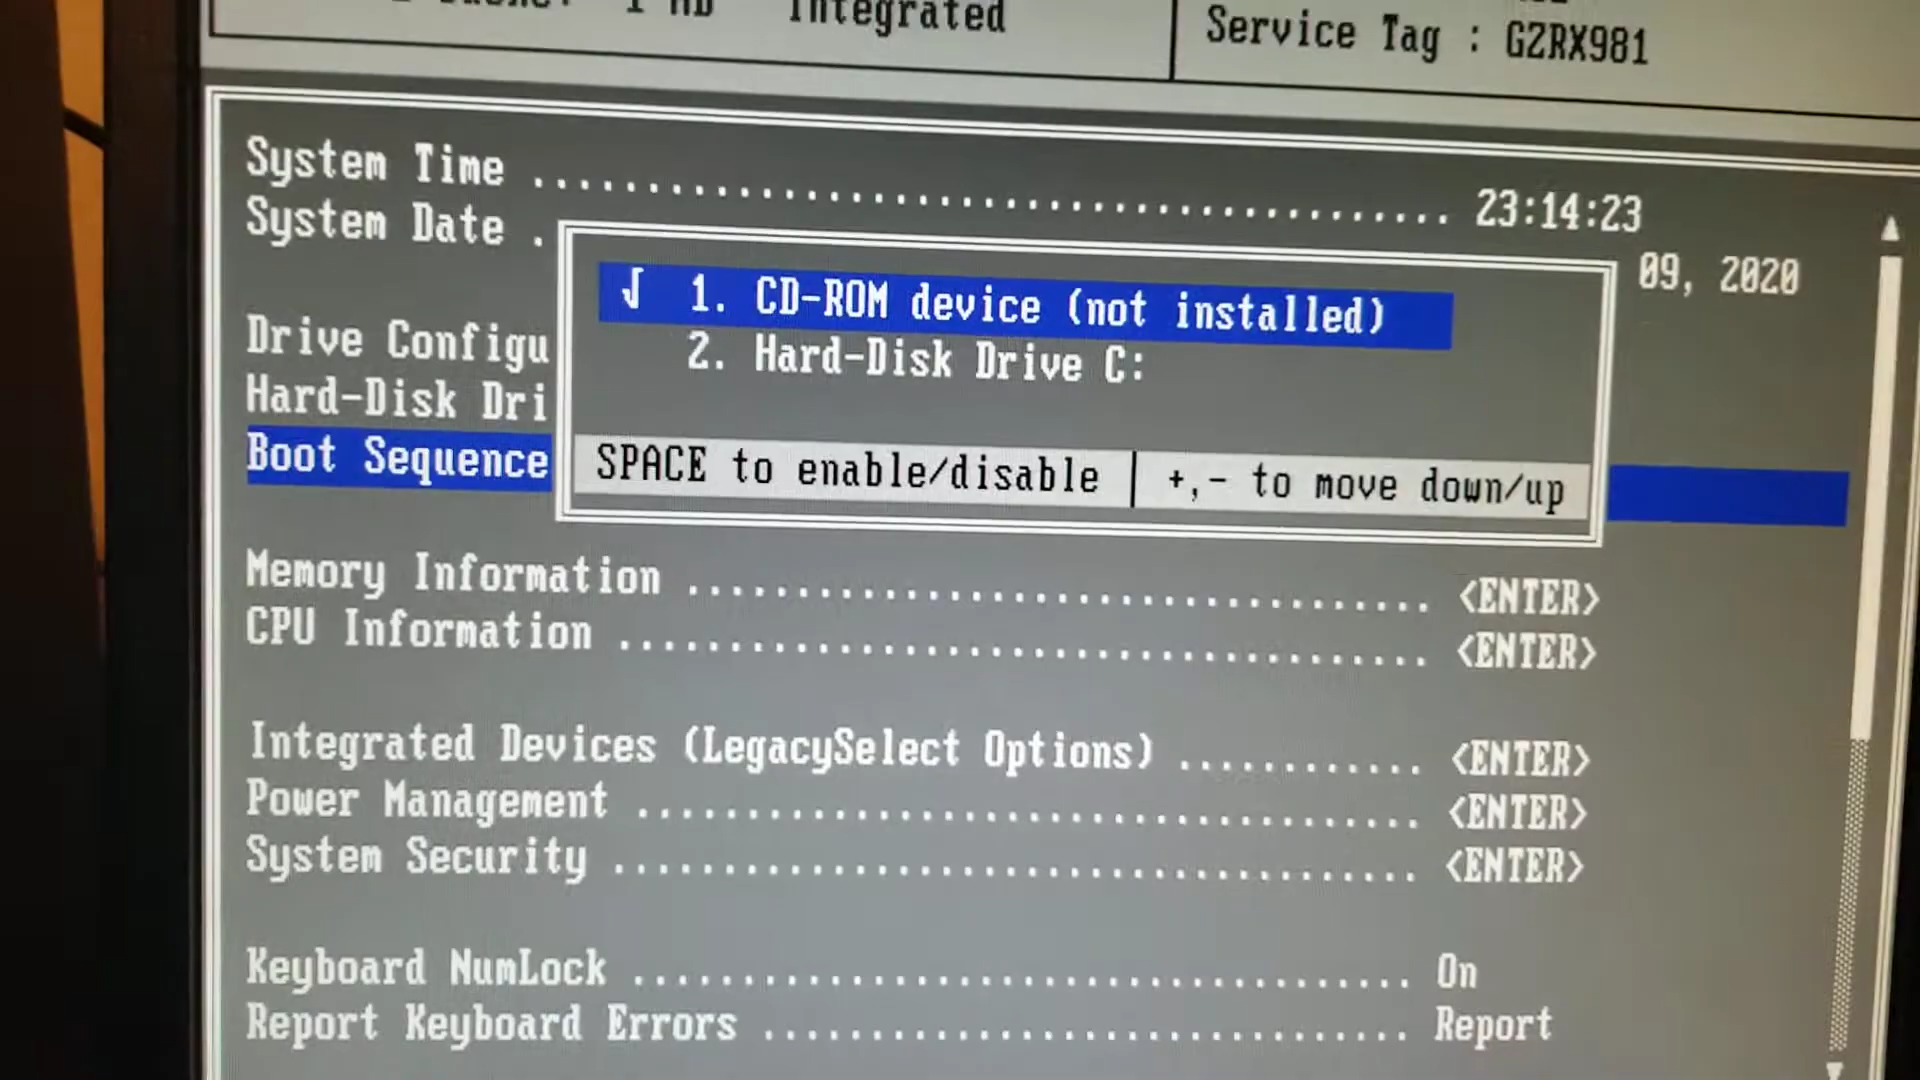 1 MB Integrated
Service Tag : G2RX981
System Time ........................................ 23:14:23
System Date .
09, 2020
√ 1. CD-ROM device (not installed)
2. Hard-Disk Drive C:
SPACE to enable/disable | +,- to move down/up
Drive Configu
Hard-Disk Dri
Boot Sequence
Memory Information ................................ <ENTER>
CPU Information ................................... <ENTER>
Integrated Devices (LegacySelect Options) ........... <ENTER>
Power Management .................................. <ENTER>
System Security ................................... <ENTER>
Keyboard NumLock .................................. On
Report Keyboard Errors ............................ Report